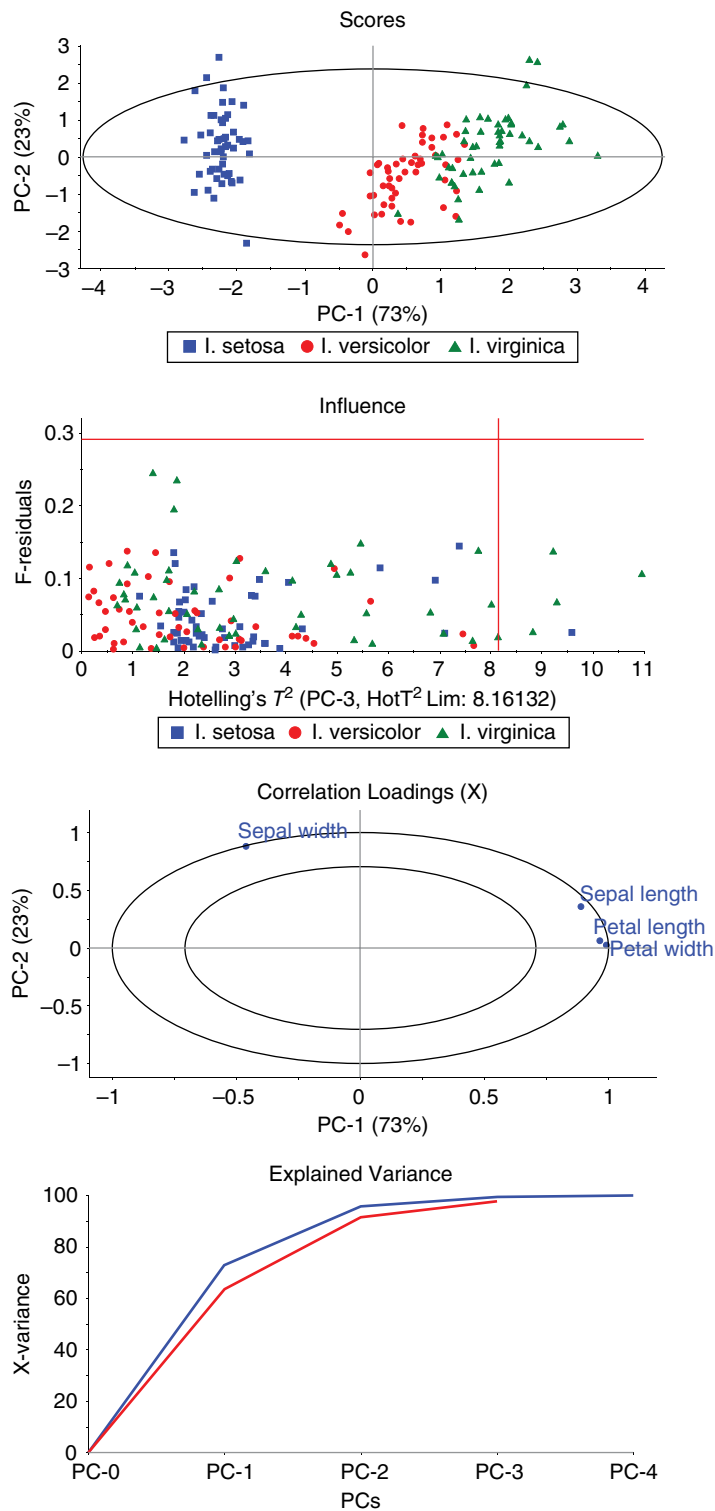 Scores
3
2
1
0
−1
−2
−3
PC-2 (23%)
−4 −3 −2 −1 0 1 2 3 4
PC-1 (73%)
I. setosa I. versicolor I. virginica
Influence
0.3
0.2
0.1
0
F-residuals
0 1 2 3 4 5 6 7 8 9 10 11
Hotelling's T² (PC-3, HotT² Lim: 8.16132)
I. setosa I. versicolor I. virginica
Correlation Loadings (X)
1
0.5
0
−0.5
−1
PC-2 (23%)
Sepal width
Sepal length
Petal length
Petal width
−1 −0.5 0 0.5 1
PC-1 (73%)
Explained Variance
100
80
60
40
20
0
X-variance
PC-0 PC-1 PC-2 PC-3 PC-4
PCs